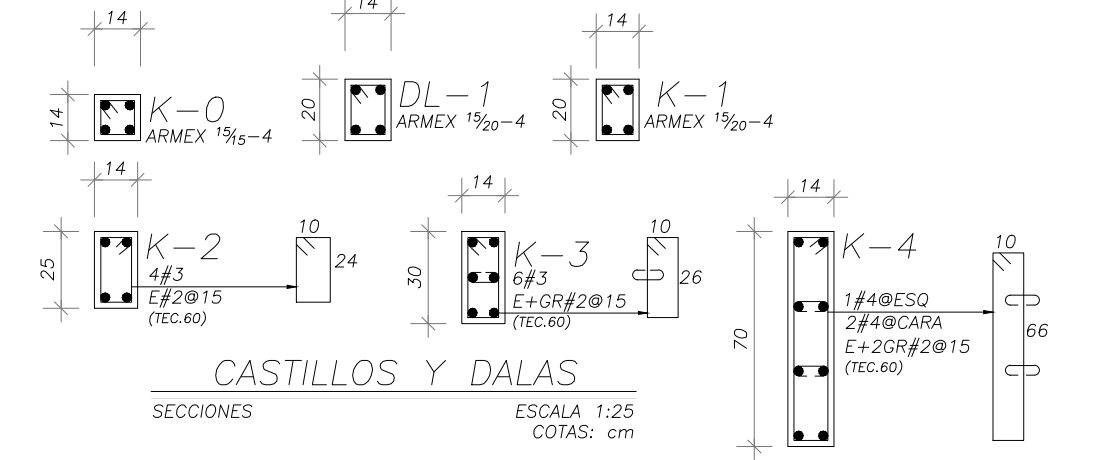 14
14
K-0
ARMEX 15/15-4
14
20
DL-1
ARMEX 15/20-4
14
20
K-1
ARMEX 15/20-4
14
25
K-2
4#3
E#2@15
(TEC.60)
10
24
14
30
K-3
6#3
E+GR#2@15
(TEC.60)
10
26
14
70
K-4
1#4@ESQ
2#4@CARA
E+2GR#2@15
(TEC.60)
10
66
CASTILLOS Y DALAS
SECCIONES
ESCALA 1:25
COTAS: cm